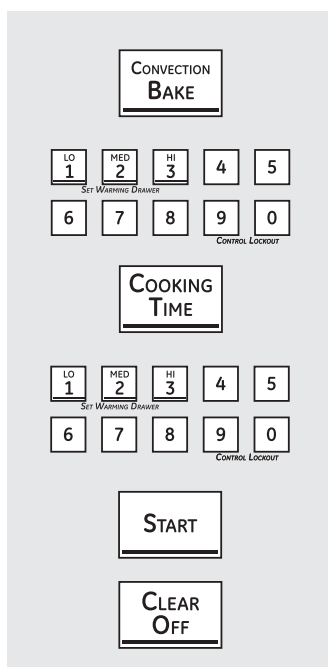 CONVECTION
BAKE
LO MED HI
1 2 3 4 5
SET WARMING DRAWER
6 7 8 9 0
CONTROL LOCKOUT
COOKING
TIME
LO MED HI
1 2 3 4 5
SET WARMING DRAWER
6 7 8 9 0
CONTROL LOCKOUT
START
CLEAR
OFF